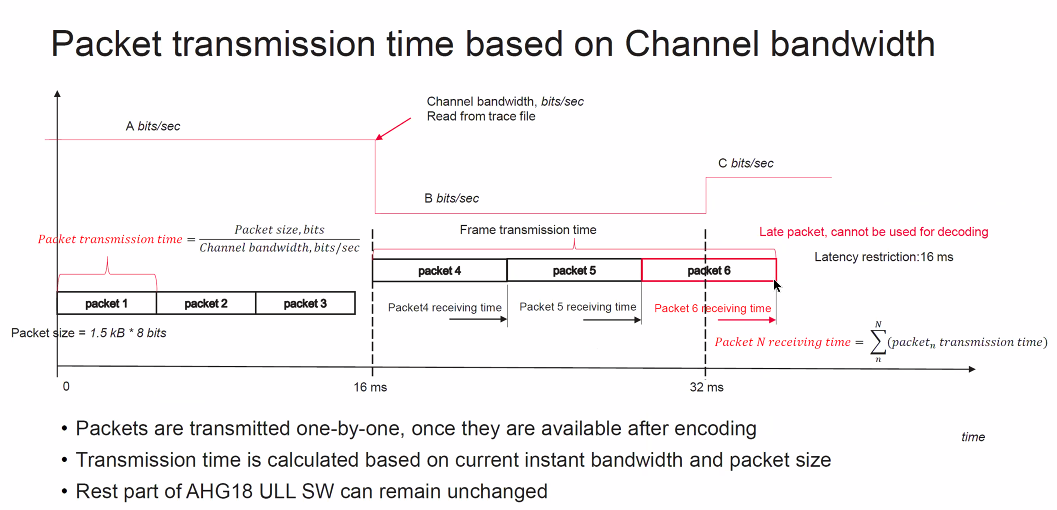 Packet transmission time based on Channel bandwidth
Channel bandwidth, bits/sec
Read from trace file
A bits/sec
C bits/sec
B bits/sec
Packet transmission time = Packet size, bits / Channel bandwidth, bits/sec
Frame transmission time
Late packet, cannot be used for decoding
Latency restriction:16 ms
packet 4
packet 5
packet 6
packet 1
packet 2
packet 3
Packet4 receiving time
Packet 5 receiving time
Packet 6 receiving time
Packet size = 1.5 kB * 8 bits
Packet N receiving time = ∑ n N (packetₙ transmission time)
0
16 ms
32 ms
• Packets are transmitted one-by-one, once they are available after encoding
time
• Transmission time is calculated based on current instant bandwidth and packet size
• Rest part of AHG18 ULL SW can remain unchanged